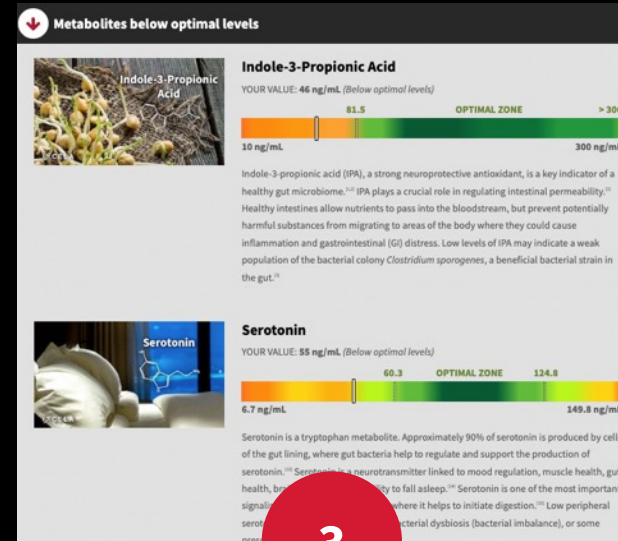 Metabolites below optimal levels
Indole-3-Propionic
Acid
Indole-3-Propionic Acid
YOUR VALUE: 46 ng/mL (Below optimal levels)
81.5 OPTIMAL ZONE > 300
10 ng/mL 300 ng/mL
Indole-3-propionic acid (IPA), a strong neuroprotective antioxidant, is a key indicator of a
healthy gut microbiome. IPA plays a crucial role in regulating intestinal permeability.
Healthy intestines allow nutrients to pass into the bloodstream, but prevent potentially
harmful substances from migrating to areas of the body where they could cause
inflammation and gastrointestinal (GI) distress. Low levels of IPA may indicate a weak
population of the bacterial colony Clostridium sporogenes, a beneficial bacterial strain in
the gut.
Serotonin
Serotonin
YOUR VALUE: 55 ng/mL (Below optimal levels)
60.3 OPTIMAL ZONE 124.8
6.7 ng/mL 149.8 ng/mL
Serotonin is a tryptophan metabolite. Approximately 90% of serotonin is produced by cell
of the gut lining, where gut bacteria help to regulate and support the production of
serotonin. is a neurotransmitter linked to mood regulation, muscle health, gu
health, to fall asleep. Serotonin is one of the most important
where it helps to initiate digestion. Low peripheral
bacterial dysbiosis (bacterial imbalance), or some
3